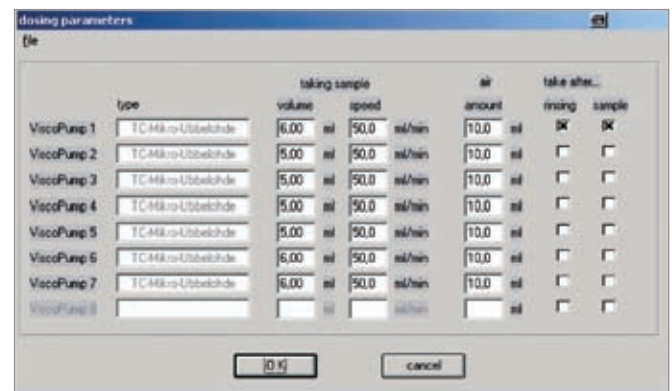 dosing parameters
file
taking sample air take after...
type volume speed amount rinsing sample
ViscoPump 1 TC-Mikro-Ubbelohde 6,00 ml 50,0 ml/min 10,0 ml
ViscoPump 2 TC-Mikro-Ubbelohde 5,00 ml 50,0 ml/min 10,0 ml
ViscoPump 3 TC-Mikro-Ubbelohde 5,00 ml 50,0 ml/min 10,0 ml
ViscoPump 4 TC-Mikro-Ubbelohde 5,00 ml 50,0 ml/min 10,0 ml
ViscoPump 5 TC-Mikro-Ubbelohde 5,00 ml 50,0 ml/min 10,0 ml
ViscoPump 6 TC-Mikro-Ubbelohde 6,00 ml 50,0 ml/min 10,0 ml
ViscoPump 7 TC-Mikro-Ubbelohde 6,00 ml 50,0 ml/min 10,0 ml
ViscoPump 8 ml ml/min ml
OK cancel